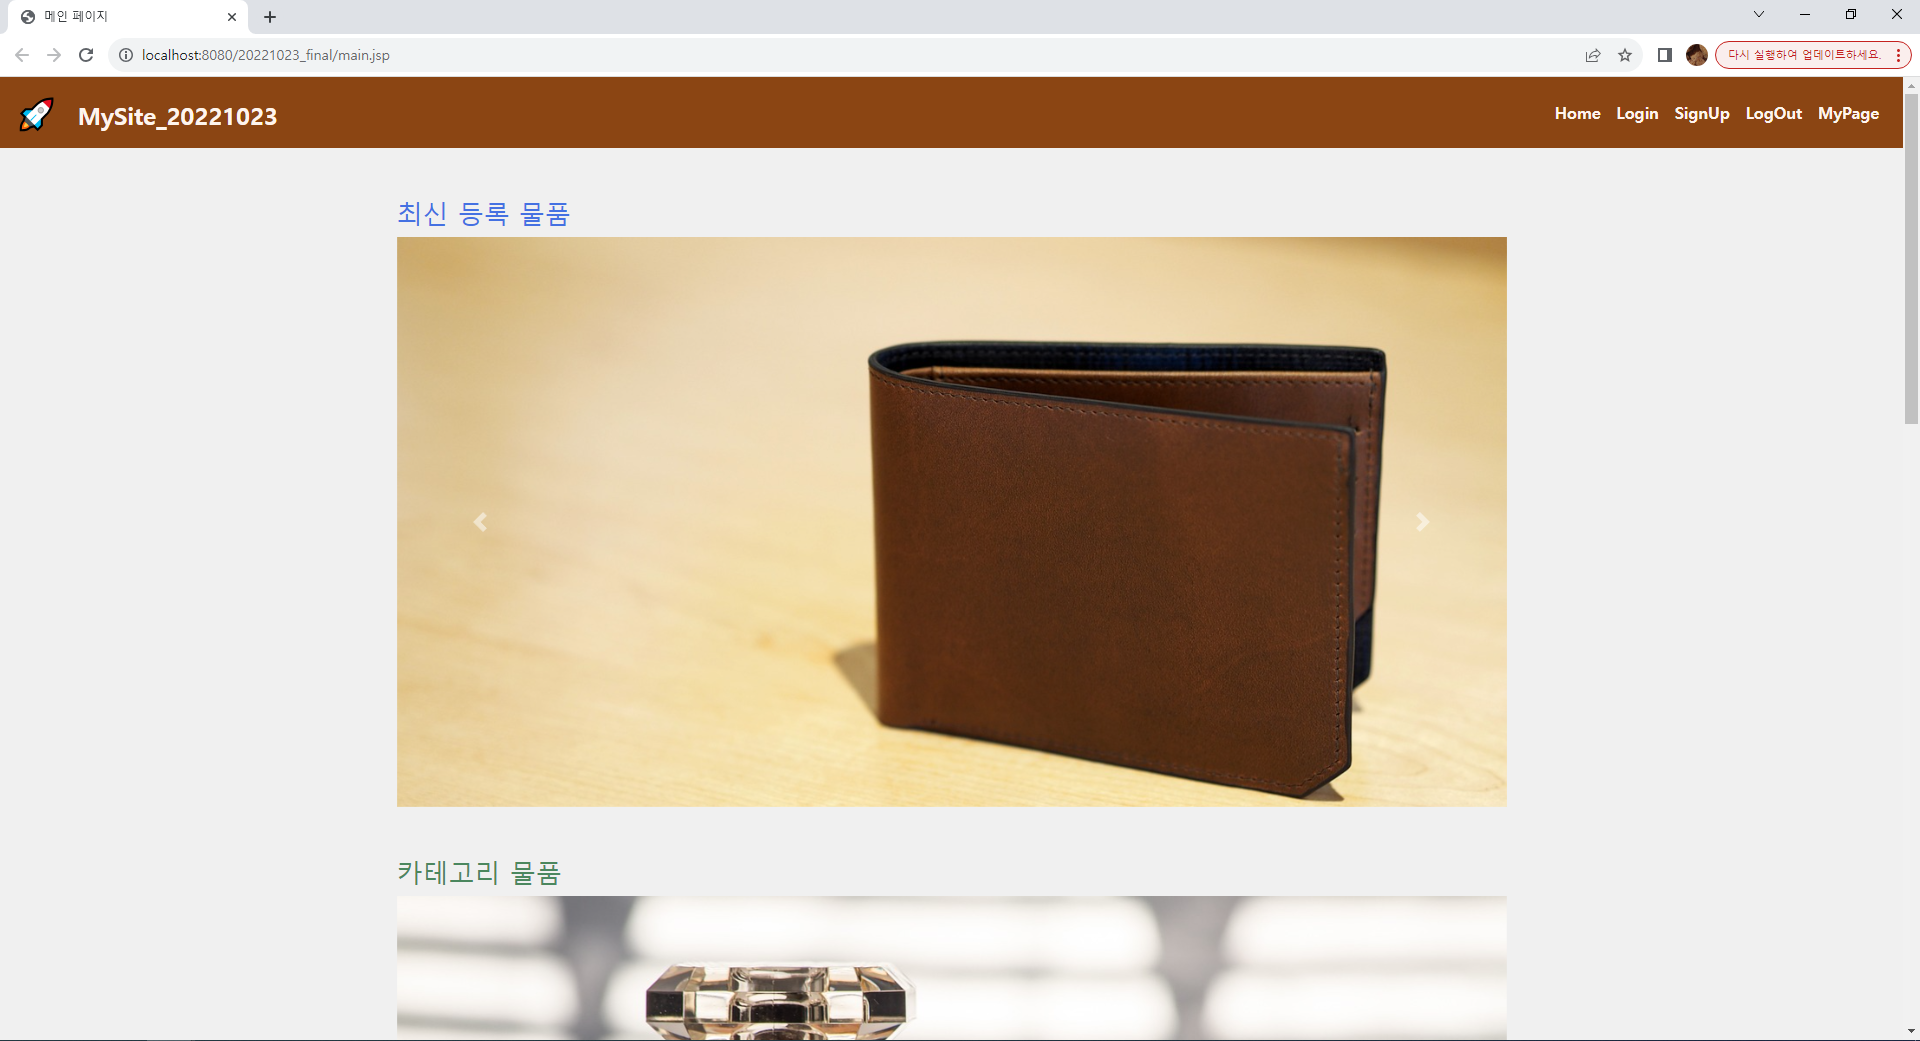 메인 페이지
localhost:8080/20221023_final/main.jsp
다시 실행하여 업데이트하세요.
MySite_20221023
Home Login SignUp LogOut MyPage
최신 등록 물품
카테고리 물품